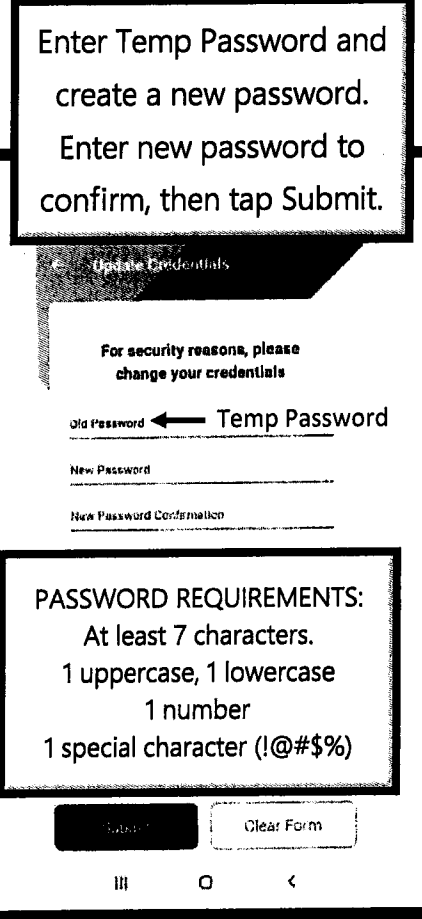 Enter Temp Password and
create a new password.
Enter new password to
confirm, then tap Submit.
Update Credentials
For security reasons, please
change your credentials
Old Password Temp Password
New Password
New Password Confirmation
PASSWORD REQUIREMENTS:
At least 7 characters.
1 uppercase, 1 lowercase
1 number
1 special character (!@#$%)
Submit Clear Form